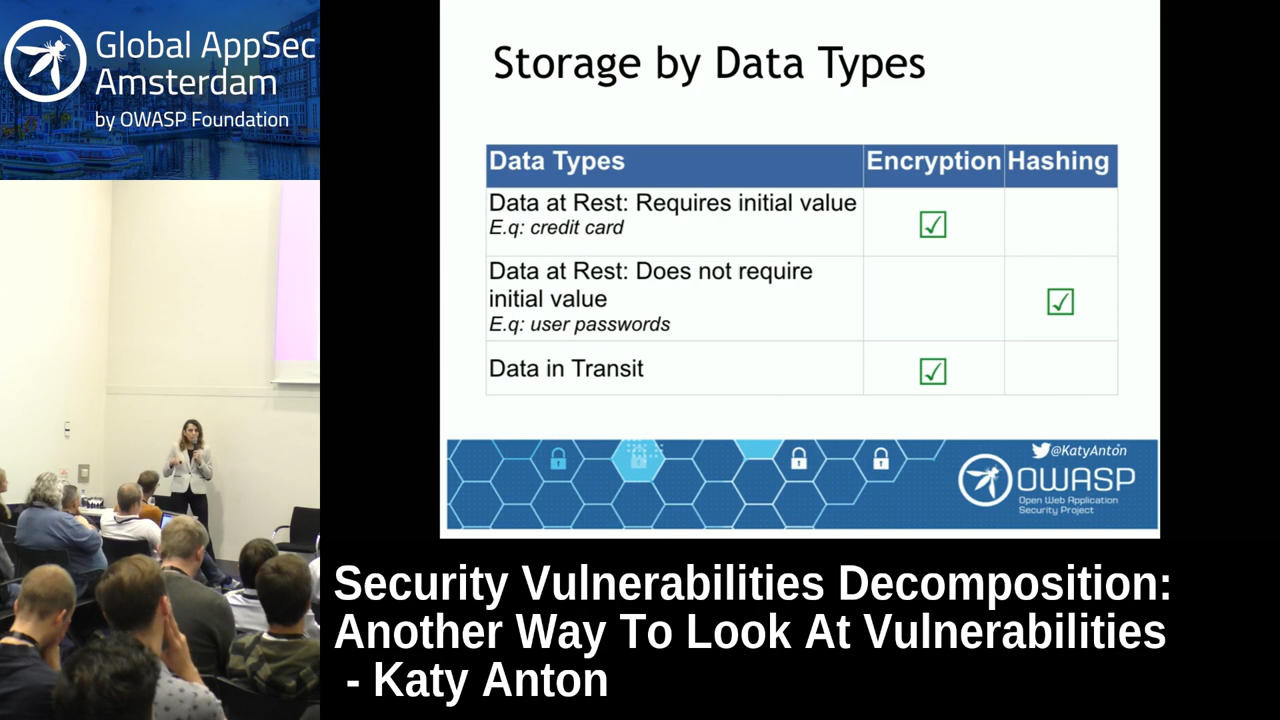 Global AppSec
Amsterdam
by OWASP Foundation
Storage by Data Types
Data Types Encryption Hashing
Data at Rest: Requires initial value
E.q: credit card
☑
Data at Rest: Does not require
initial value
E.q: user passwords
☑
Data in Transit ☑
@KatyAnton
OWASP
Open Web Application
Security Project
Security Vulnerabilities Decomposition:
Another Way To Look At Vulnerabilities
- Katy Anton